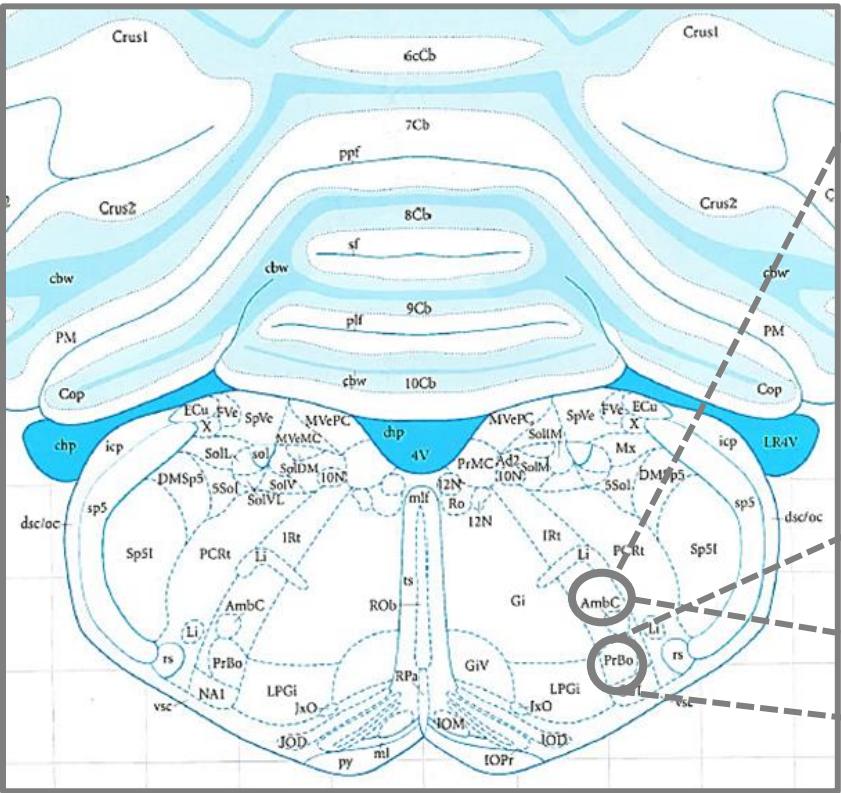 Crus1
Crus1
6cCb
7Cb
ppf
Crus2
Crus2
8Cb
sf
cbw
cbw
cbw
9Cb
plf
PM
PM
cbw
10Cb
Cop
Cop
ECu
FVe
SpVe
MVePC
chp
MVePC
SpVe
FVe
ECu
X
X
chp
icp
MVeMC
4V
SolIM
Mx
icp
LR4V
SolL
sol
SolDM
PrMC
Ad2
SolM
DMSp5
5Sol
SolV
10N
12N
10N
5Sol
DMSp5
SolVL
mlf
Ro
sp5
sp5
dsc/oc
12N
dsc/oc
IRt
IRt
Sp5I
PCRt
Li
Li
PCRt
Sp5I
ts
AmbC
ROb
Gi
AmbC
Li
Li
rs
PrBo
GiV
PrBo
rs
NA1
LPGi
RPa
LPGi
vsc
JxO
JxO
vsc
IOD
IOM
IOD
py
ml
IOPr